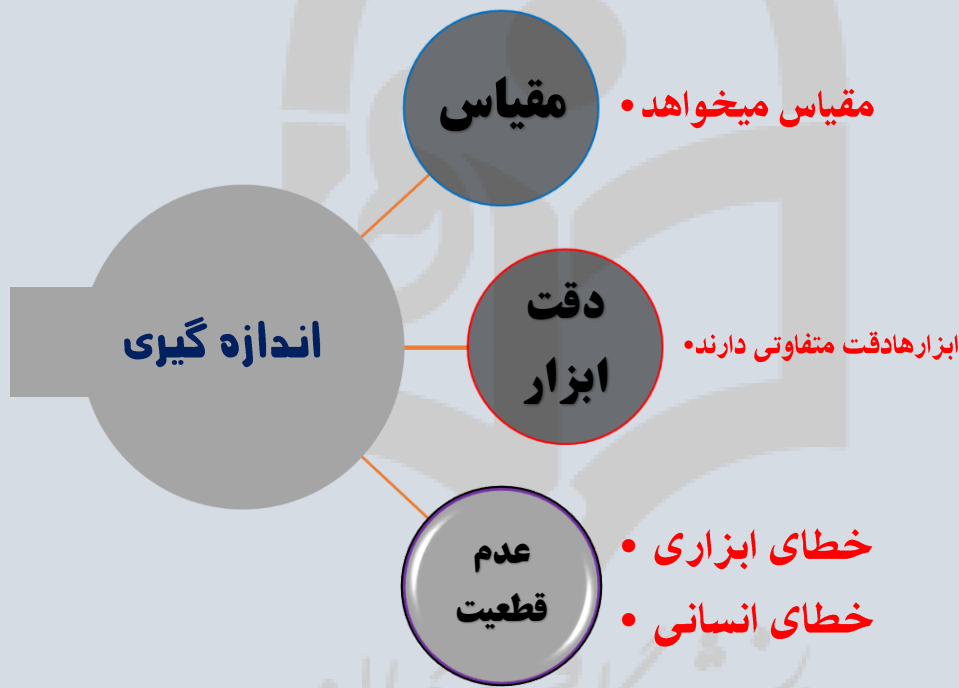 اندازه گیری
مقیاس
• مقیاس میخواهد
دقت
ابزار
• ابزارهادقت متفاوتی دارند
عدم
قطعیت
• خطای ابزاری
• خطای انسانی